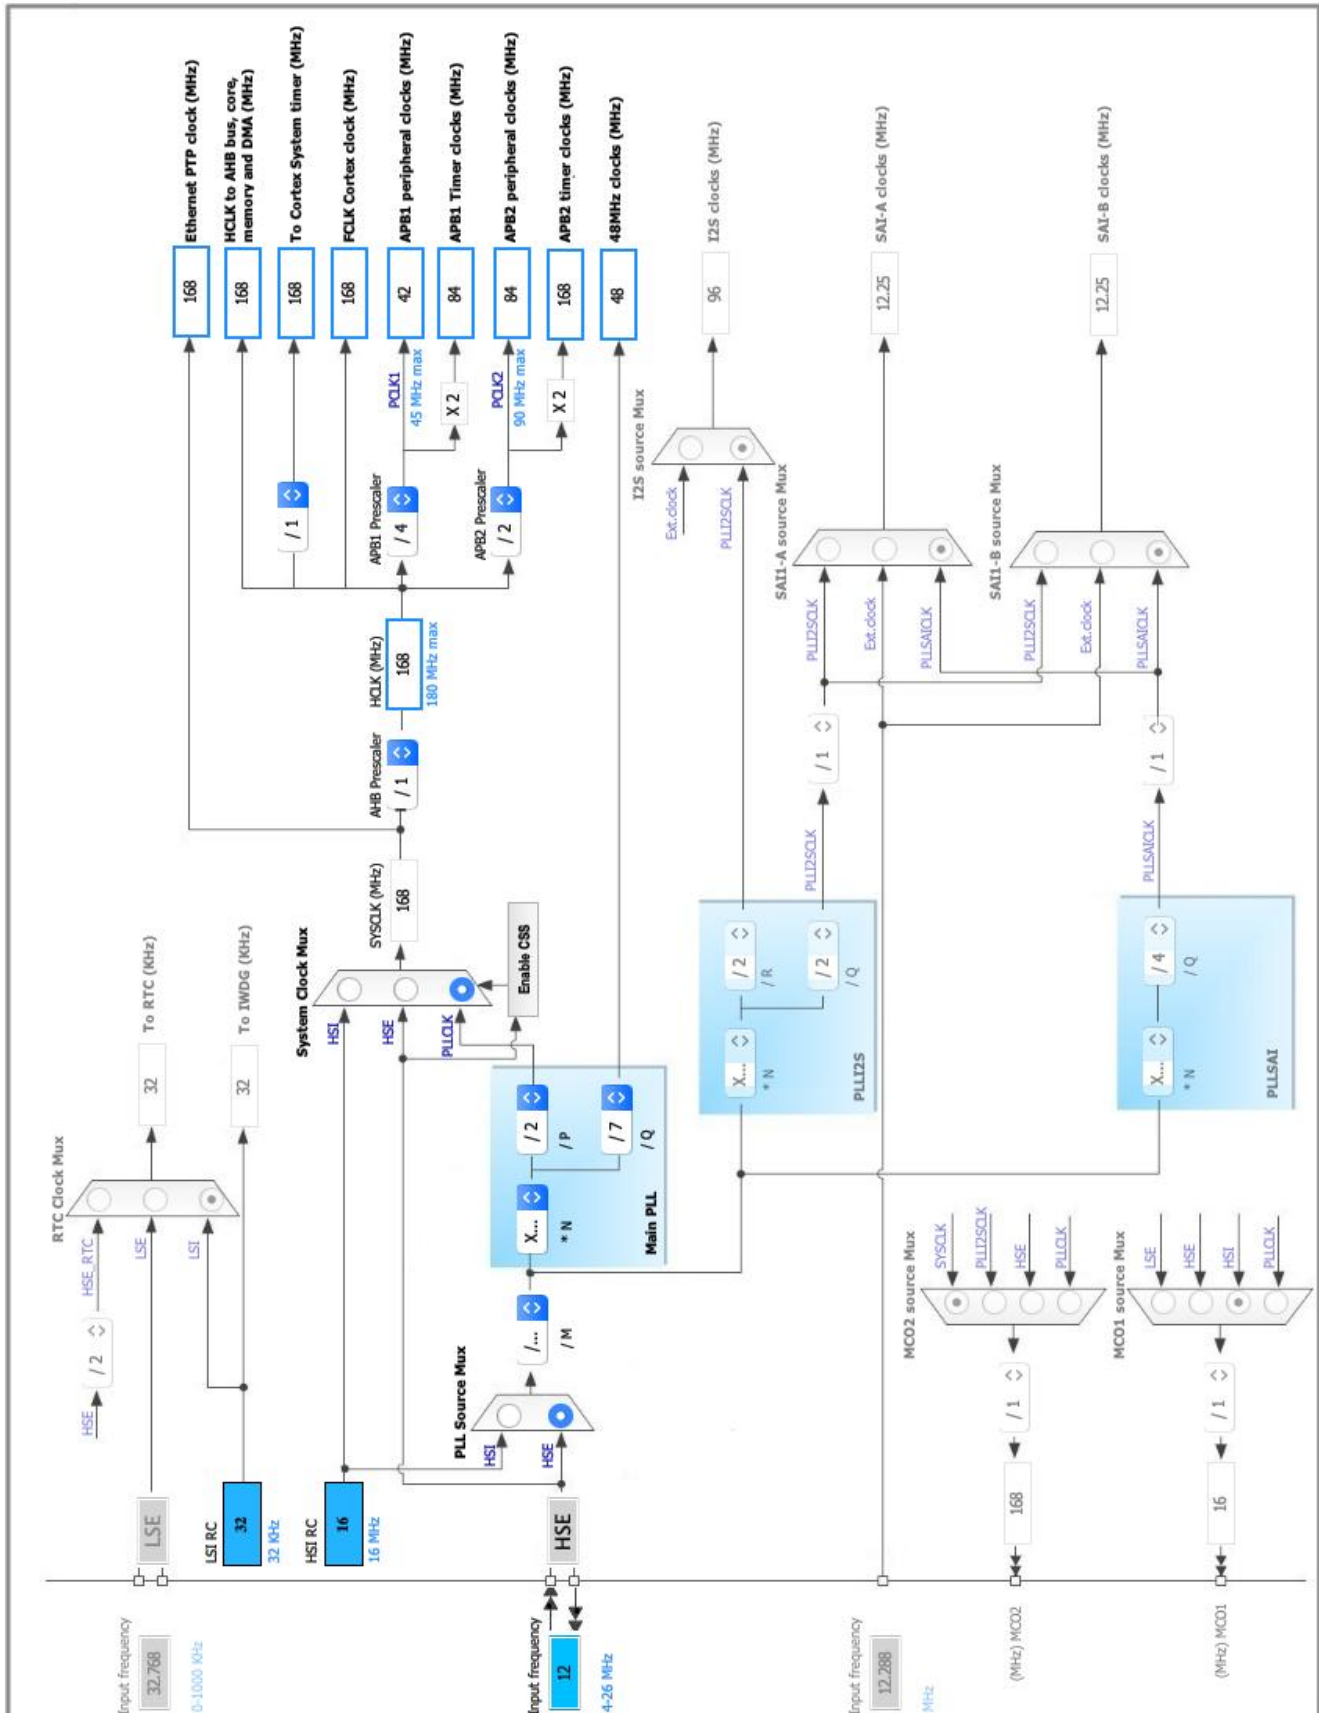 Input frequency
32.768
0-1000 KHz
LSE
HSE
/ 2
HSE_RTC
LSE
LSI
RTC Clock Mux
32
To RTC (KHz)
LSI RC
32
32 KHz
32
To IWDG (KHz)
HSI RC
16
16 MHz
Input frequency
12
4-26 MHz
HSE
PLL Source Mux
HSI
HSE
/...
/ M
X...
* N
/ 2
/ P
/ 7
/ Q
Main PLL
System Clock Mux
HSI
HSE
PLLCLK
Enable CSS
SYSCLK (MHz)
168
AHB Prescaler
/ 1
HCLK (MHz)
168
180 MHz max
/ 1
APB1 Prescaler
/ 4
PCLK1
45 MHz max
X 2
APB2 Prescaler
/ 2
PCLK2
90 MHz max
X 2
168
Ethernet PTP clock (MHz)
168
HCLK to AHB bus, core,
memory and DMA (MHz)
168
To Cortex System timer (MHz)
168
FCLK Cortex clock (MHz)
42
APB1 peripheral clocks (MHz)
84
APB1 Timer clocks (MHz)
84
APB2 peripheral clocks (MHz)
168
APB2 timer clocks (MHz)
48
48MHz clocks (MHz)
X...
* N
/ 2
/ R
/ 2
/ Q
PLLI2S
PLLI2SCLK
/ 1
I2S source Mux
Ext.clock
PLLI2SCLK
96
I2S clocks (MHz)
SAI1-A source Mux
PLLI2SCLK
Ext.clock
PLLSAICLK
12.25
SAI-A clocks (MHz)
X...
* N
/ 4
/ Q
PLLSAI
PLLSAICLK
/ 1
SAI1-B source Mux
PLLI2SCLK
Ext.clock
PLLSAICLK
12.25
SAI-B clocks (MHz)
Input frequency
12.288
MHz
MCO2 source Mux
SYSCLK
PLLI2SCLK
HSE
PLLCLK
/ 1
168
(MHz) MCO2
MCO1 source Mux
LSE
HSE
HSI
PLLCLK
/ 1
16
(MHz) MCO1